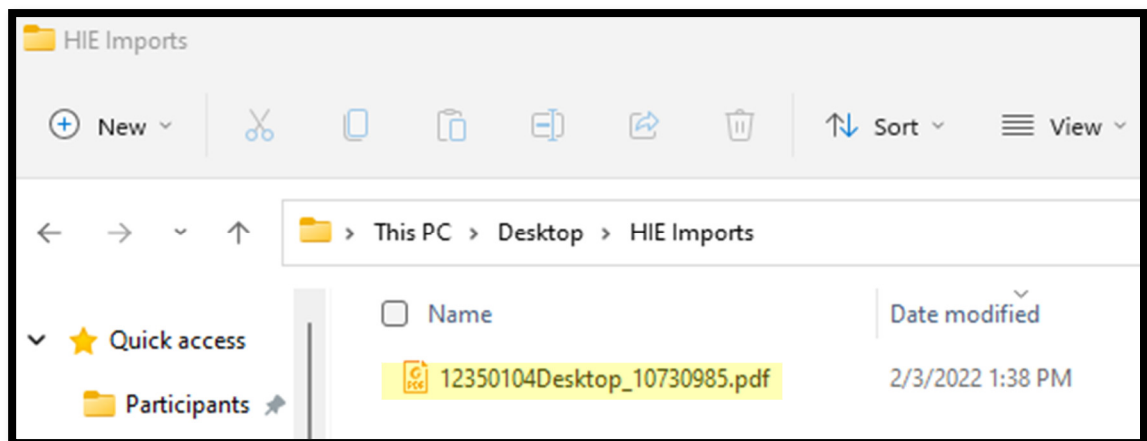 HIE Imports
New Sort View
This PC > Desktop > HIE Imports
Name Date modified
Quick access
12350104Desktop_10730985.pdf 2/3/2022 1:38 PM
Participants